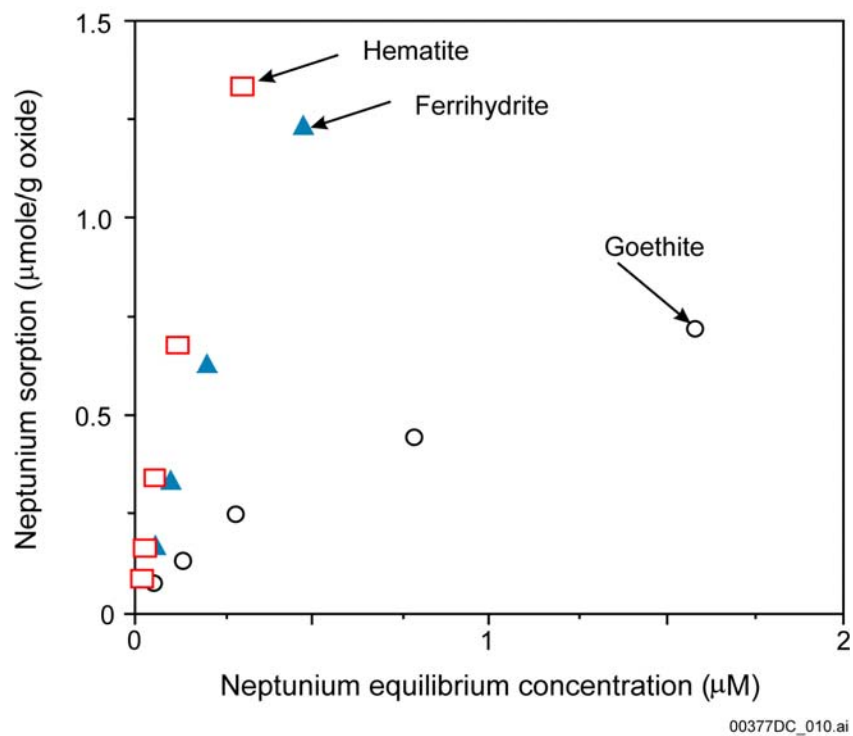 1.5
Hematite
Ferrihydrite
1.0
Goethite
0.5
0
0
1
2
Neptunium sorption (μmole/g oxide)
Neptunium equilibrium concentration (μM)
00377DC_010.ai